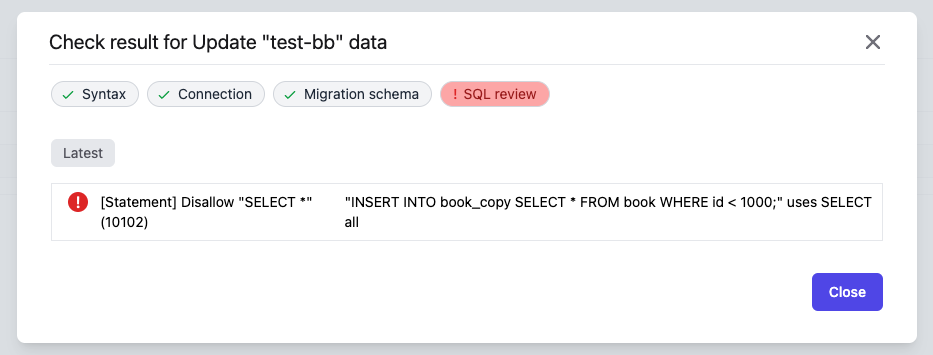 Check result for Update "test-bb" data
Syntax
Connection
Migration schema
! SQL review
Latest
[Statement] Disallow "SELECT *" "INSERT INTO book_copy SELECT * FROM book WHERE id < 1000;" uses SELECT
(10102) all
Close